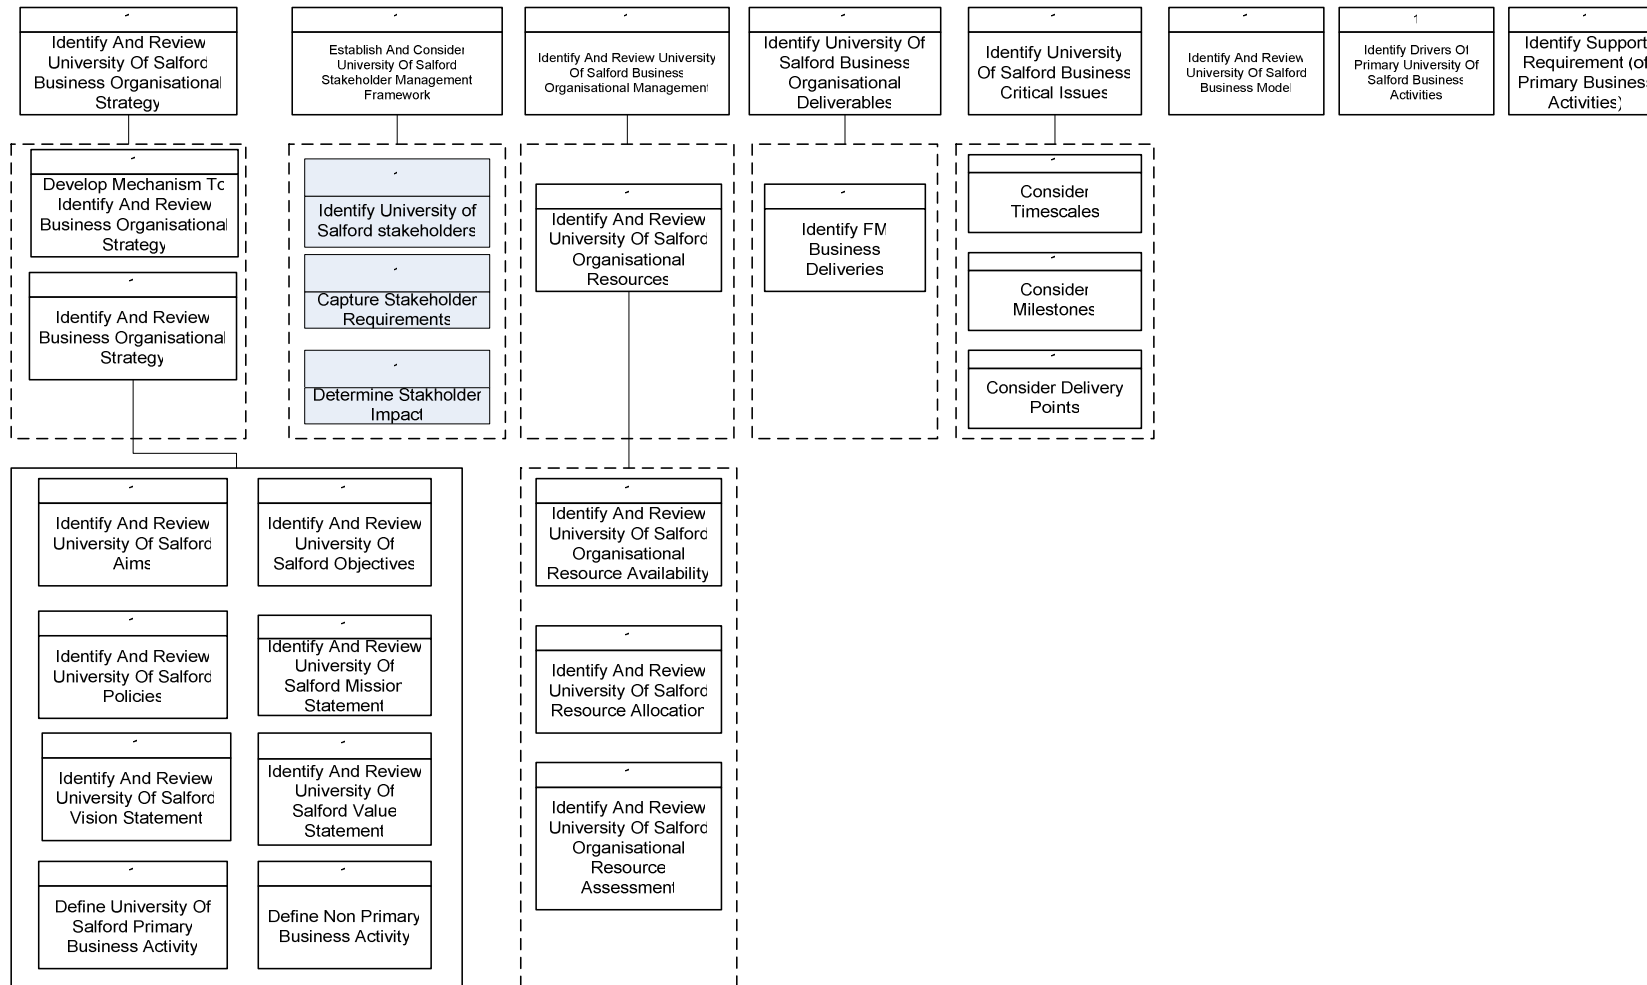 Identify And Review
University Of Salford
Business Organisational
Strategy
Establish And Consider
University Of Salford
Stakeholder Management
Framework
Identify And Review University
Of Salford Business
Organisational Management
Identify University Of
Salford Business
Organisational
Deliverables
Identify University
Of Salford Business
Critical Issues
Identify And Review
University Of Salford
Business Model
1
Identify Drivers Of
Primary University Of
Salford Business
Activities
Identify Support
Requirement (of
Primary Business
Activities)
Develop Mechanism To
Identify And Review
Business Organisational
Strategy
Identify And Review
Business Organisational
Strategy
Identify University of
Salford stakeholders
Capture Stakeholder
Requirements
Determine Stakholder
Impact
Identify And Review
University Of Salford
Organisational
Resources
Identify FM
Business
Deliveries
Consider
Timescales
Consider
Milestones
Consider Delivery
Points
Identify And Review
University Of Salford
Aims
Identify And Review
University Of
Salford Objectives
Identify And Review
University Of Salford
Policies
Identify And Review
University Of
Salford Mission
Statement
Identify And Review
University Of Salford
Vision Statement
Identify And Review
University Of
Salford Value
Statement
Define University Of
Salford Primary
Business Activity
Define Non Primary
Business Activity
Identify And Review
University Of Salford
Organisational
Resource Availability
Identify And Review
University Of Salford
Resource Allocation
Identify And Review
University Of Salford
Organisational
Resource
Assessment